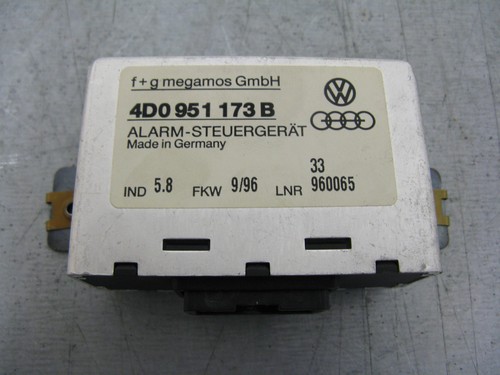 f+g megamos GmbH
4D0 951 173 B
ALARM-STEUERGERÄT
Made in Germany
33
IND 5.8 FKW 9/96 LNR 960065